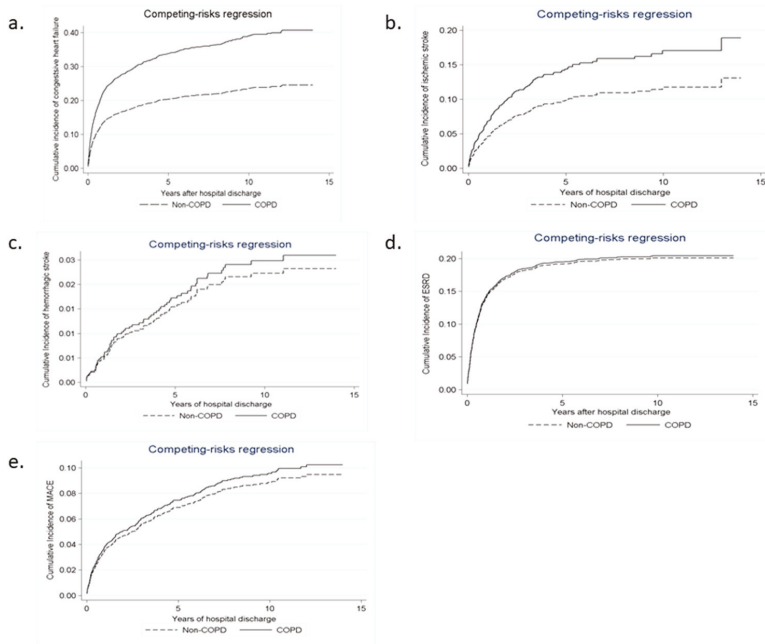 a.
Competing-risks regression
Cumulative incidence of congestive heart failure
0.40
0.30
0.20
0.10
0.00
0 5 10 15
Years after hospital discharge
Non-COPD COPD
b.
Competing-risks regression
Cumulative Incidence of ischemic stroke
0.20
0.15
0.10
0.05
0.00
0 5 10 15
Years of hospital discharge
Non-COPD COPD
c.
Competing-risks regression
Cumulative Incidence of hemorrhagic stroke
0.03
0.02
0.01
0.01
0.00
0 5 10 15
Years of hospital discharge
Non-COPD COPD
d.
Competing-risks regression
Cumulative Incidence of ESRD
0.20
0.15
0.10
0.05
0.00
0 5 10 15
Years after hospital discharge
Non-COPD COPD
e.
Competing-risks regression
Cumulative Incidence of MACE
0.10
0.08
0.06
0.04
0.02
0.00
0 5 10 15
Years of hospital discharge
Non-COPD COPD